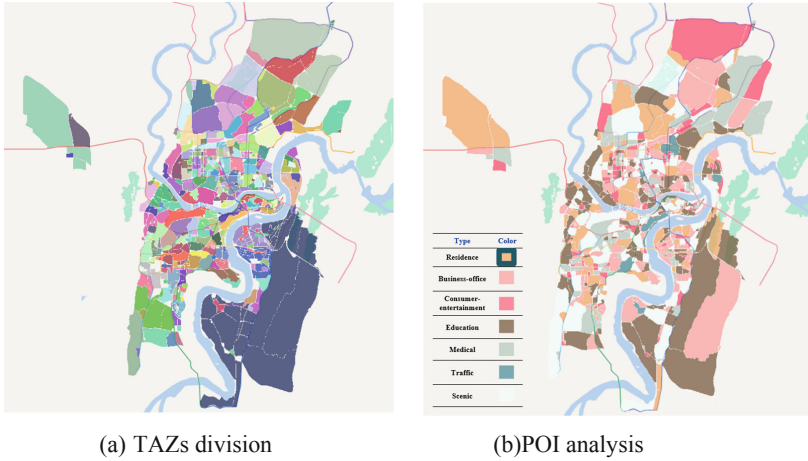 Type Color
Residence
Business-office
Consumer-
entertainment
Education
Medical
Traffic
Scenic
(a) TAZs division
(b)POI analysis